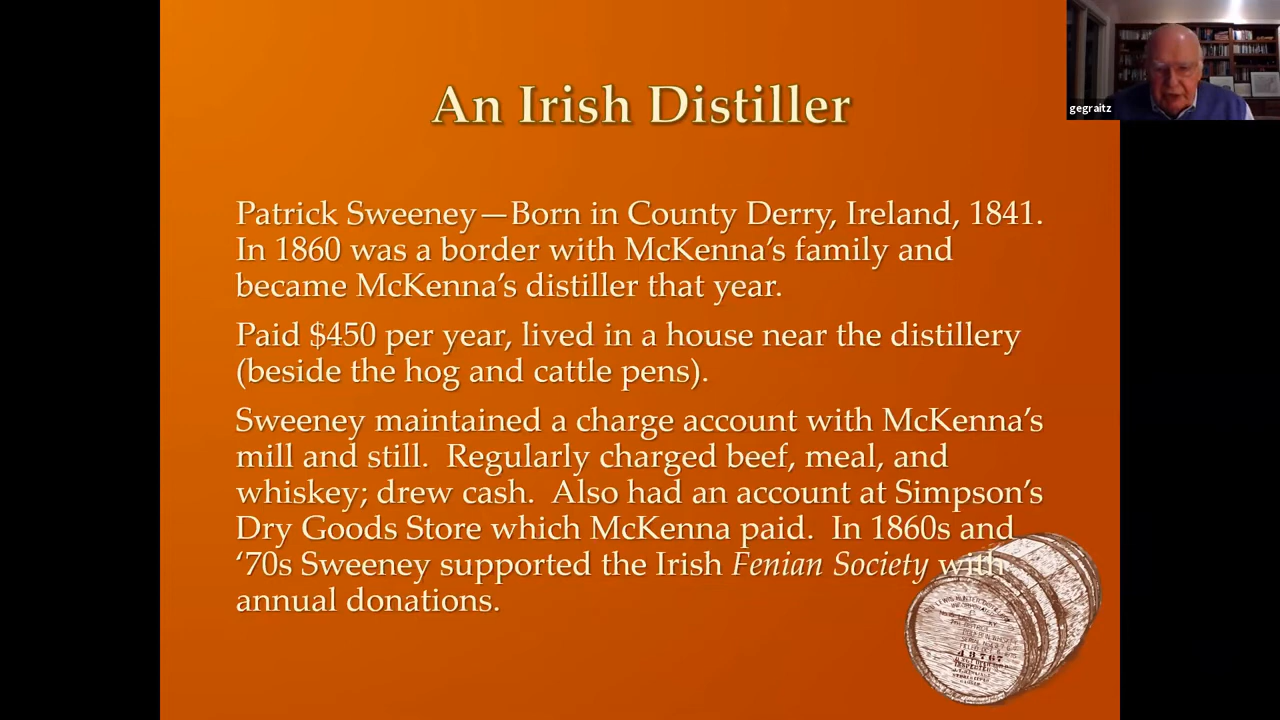 An Irish Distiller
gegraitz
Patrick Sweeney—Born in County Derry, Ireland, 1841.
In 1860 was a border with McKenna’s family and
became McKenna’s distiller that year.
Paid $450 per year, lived in a house near the distillery
(beside the hog and cattle pens).
Sweeney maintained a charge account with McKenna’s
mill and still.  Regularly charged beef, meal, and
whiskey; drew cash.  Also had an account at Simpson’s
Dry Goods Store which McKenna paid.  In 1860s and
‘70s Sweeney supported the Irish Fenian Society with
annual donations.
48767